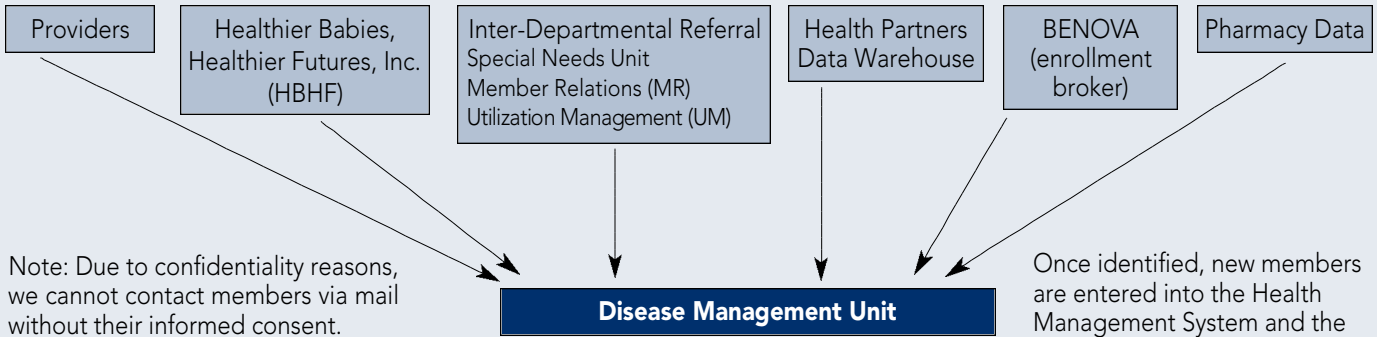 Providers
Healthier Babies,
Healthier Futures, Inc.
(HBHF)
Inter-Departmental Referral
Special Needs Unit
Member Relations (MR)
Utilization Management (UM)
Health Partners
Data Warehouse
BENOVA
(enrollment
broker)
Pharmacy Data
Note: Due to confidentiality reasons,
we cannot contact members via mail
without their informed consent.
Disease Management Unit
Once identified, new members
are entered into the Health
Management System and the